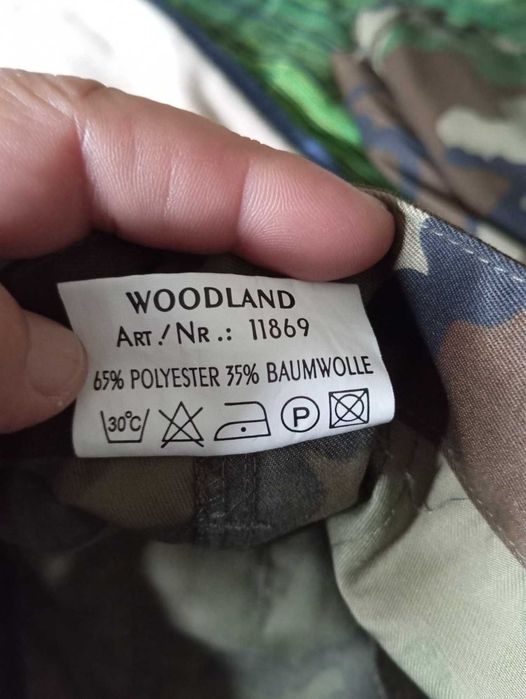 WOODLAND
ART./NR.: 11869
65% POLYESTER 35% BAUMWOLLE
30°C P